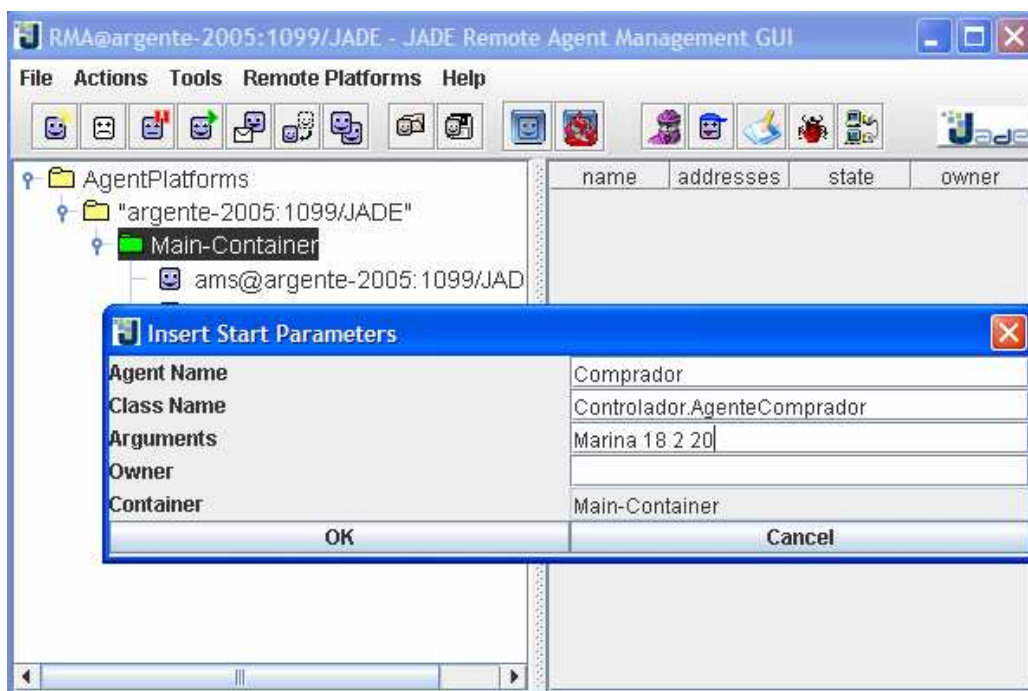 RMA@argente-2005:1099/JADE - JADE Remote Agent Management GUI
File Actions Tools Remote Platforms Help
Jade
AgentPlatforms
name addresses state owner
"argente-2005:1099/JADE"
Main-Container
ams@argente-2005:1099/JAD
Insert Start Parameters
Agent Name Comprador
Class Name Controlador.AgenteComprador
Arguments Marina 18 2 20
Owner
Container Main-Container
OK Cancel